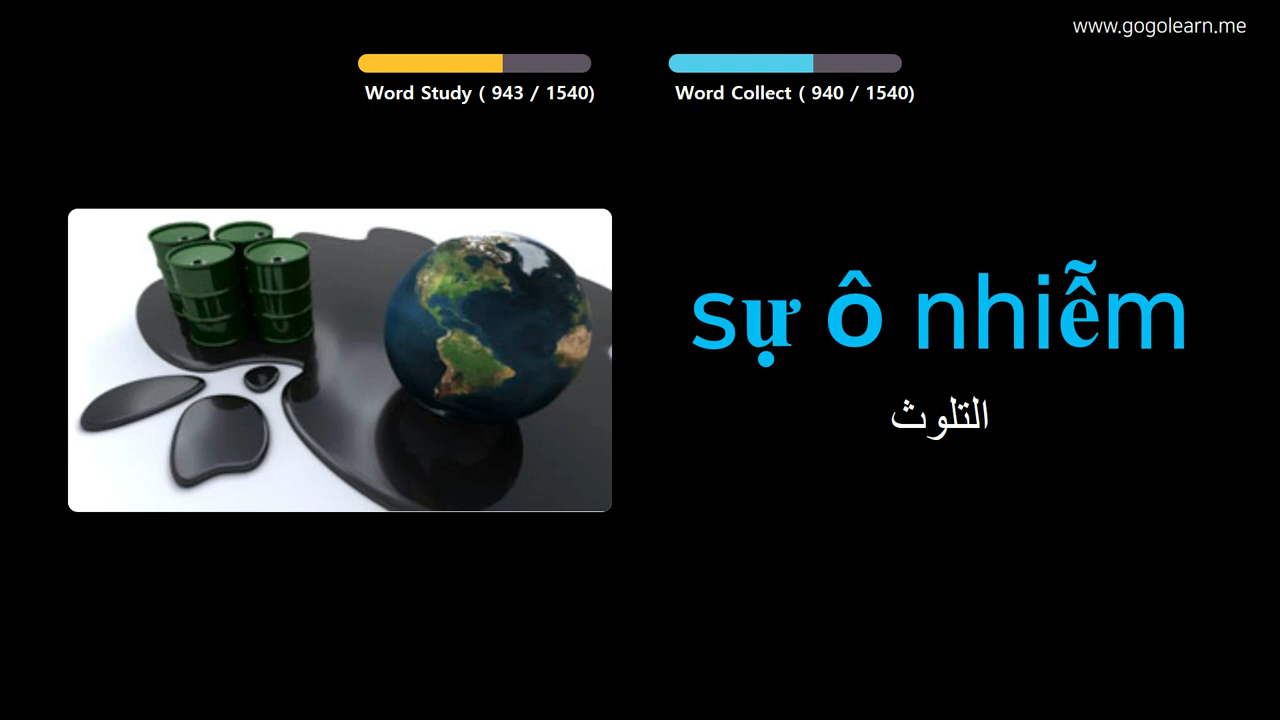 www.gogolearn.me
Word Study ( 943 / 1540)
Word Collect ( 940 / 1540)
sự ô nhiễm
التلوث